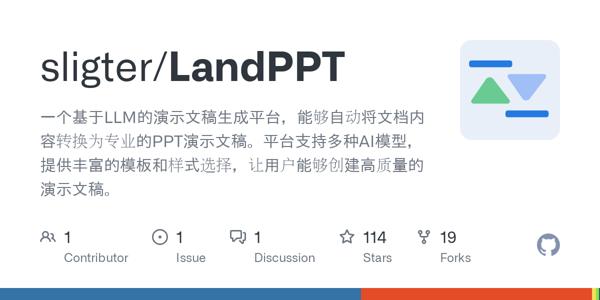 sligter/LandPPT
一个基于LLM的演示文稿生成平台，能够自动将文档内
容转换为专业的PPT演示文稿。平台支持多种AI模型，
提供丰富的模板和样式选择，让用户能够创建高质量的
演示文稿。
1 1 1 114 19
Contributor Issue Discussion Stars Forks